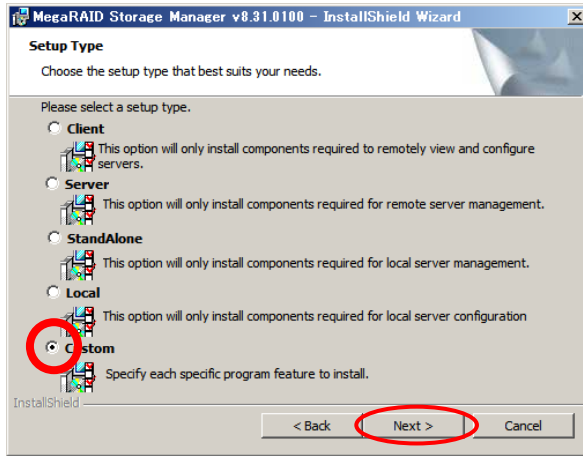 MegaRAID Storage Manager v8.31.0100 - InstallShield Wizard
Setup Type
Choose the setup type that best suits your needs.
Please select a setup type.
Client
This option will only install components required to remotely view and configure
servers.
Server
This option will only install components required for remote server management.
StandAlone
This option will only install components required for local server management.
Local
This option will only install components required for local server configuration
Custom
Specify each specific program feature to install.
InstallShield
< Back
Next >
Cancel